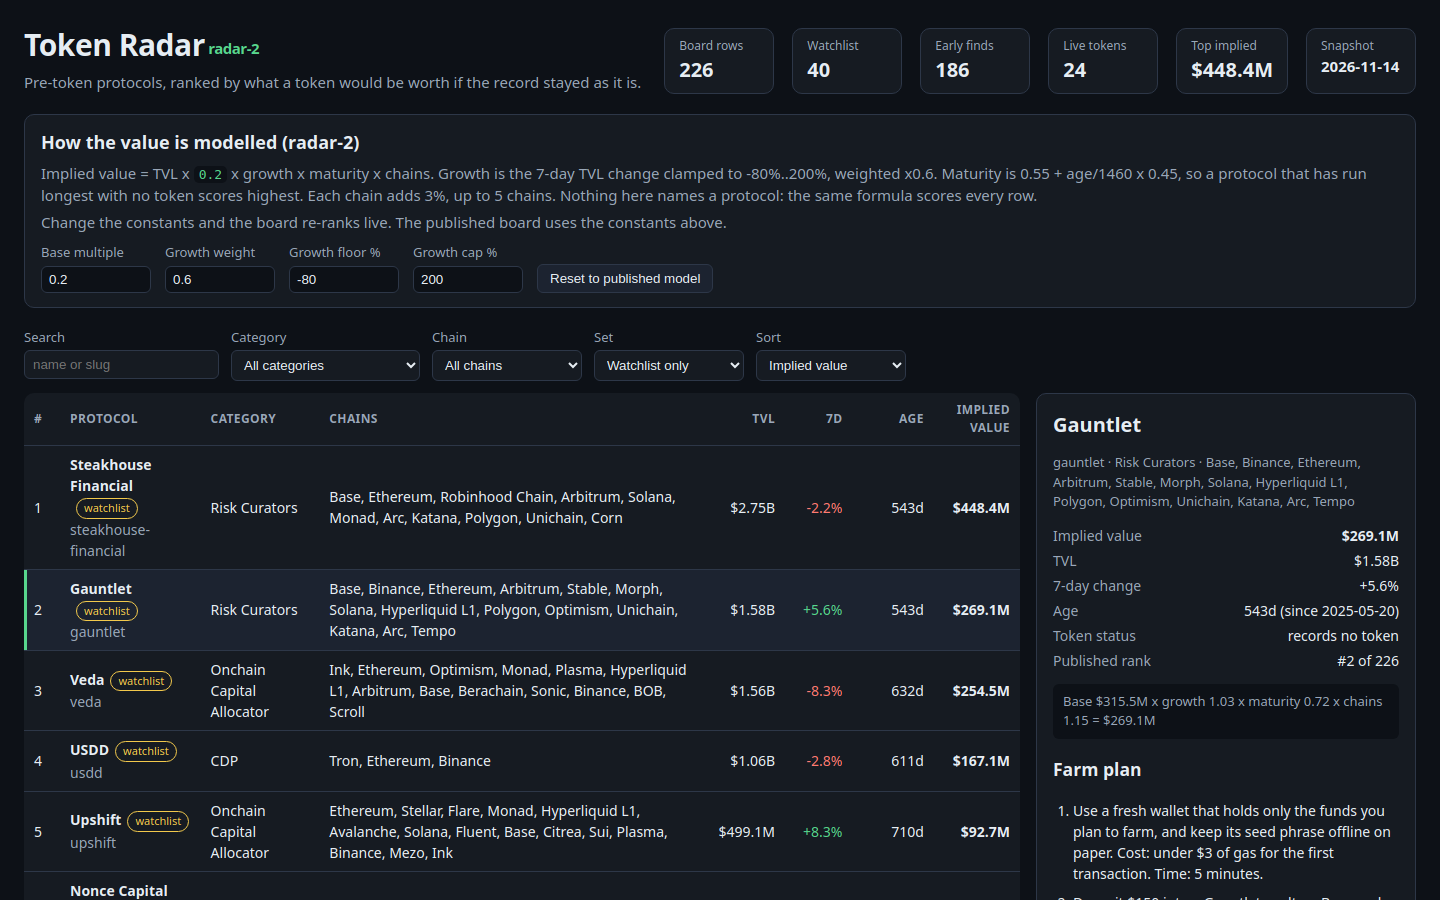 Token Radar radar-2
Pre-token protocols, ranked by what a token would be worth if the record stayed as it is.
Board rows
226
Watchlist
40
Early finds
186
Live tokens
24
Top implied
$448.4M
Snapshot
2026-11-14
How the value is modelled (radar-2)
Implied value = TVL x 0.2 x growth x maturity x chains. Growth is the 7-day TVL change clamped to -80%..200%, weighted x0.6. Maturity is 0.55 + age/1460 x 0.45, so a protocol that has run
longest with no token scores highest. Each chain adds 3%, up to 5 chains. Nothing here names a protocol: the same formula scores every row.
Change the constants and the board re-ranks live. The published board uses the constants above.
Base multiple
Growth weight
Growth floor %
Growth cap %
0.2
0.6
-80
200
Reset to published model
Search
Category
Chain
Set
Sort
name or slug
All categories
All chains
Watchlist only
Implied value
# PROTOCOL CATEGORY CHAINS TVL 7D AGE IMPLIED
VALUE
Steakhouse
Financial
watchlist
steakhouse-
financial
1
Risk Curators
Base, Ethereum, Robinhood Chain, Arbitrum, Solana,
Monad, Arc, Katana, Polygon, Unichain, Corn
$2.75B
-2.2%
543d
$448.4M
Gauntlet
watchlist
gauntlet
2
Risk Curators
Base, Binance, Ethereum, Arbitrum, Stable, Morph,
Solana, Hyperliquid L1, Polygon, Optimism, Unichain,
Katana, Arc, Tempo
$1.58B
+5.6%
543d
$269.1M
3
Veda watchlist
veda
Onchain
Capital
Allocator
Ink, Ethereum, Optimism, Monad, Plasma, Hyperliquid
L1, Arbitrum, Base, Berachain, Sonic, Binance, BOB,
Scroll
$1.56B
-8.3%
632d
$254.5M
4
USDD watchlist
usdd
CDP
Tron, Ethereum, Binance
$1.06B
-2.8%
611d
$167.1M
5
Upshift watchlist
upshift
Onchain
Capital
Allocator
Ethereum, Stellar, Flare, Monad, Hyperliquid L1,
Avalanche, Solana, Fluent, Base, Citrea, Sui, Plasma,
Binance, Mezo, Ink
$499.1M
+8.3%
710d
$92.7M
Nonce Capital
Gauntlet
gauntlet · Risk Curators · Base, Binance, Ethereum,
Arbitrum, Stable, Morph, Solana, Hyperliquid L1,
Polygon, Optimism, Unichain, Katana, Arc, Tempo
Implied value $269.1M
TVL $1.58B
7-day change +5.6%
Age 543d (since 2025-05-20)
Token status records no token
Published rank #2 of 226
Base $315.5M x growth 1.03 x maturity 0.72 x chains
1.15 = $269.1M
Farm plan
1. Use a fresh wallet that holds only the funds you
plan to farm, and keep its seed phrase offline on
paper. Cost: under $3 of gas for the first
transaction. Time: 5 minutes.